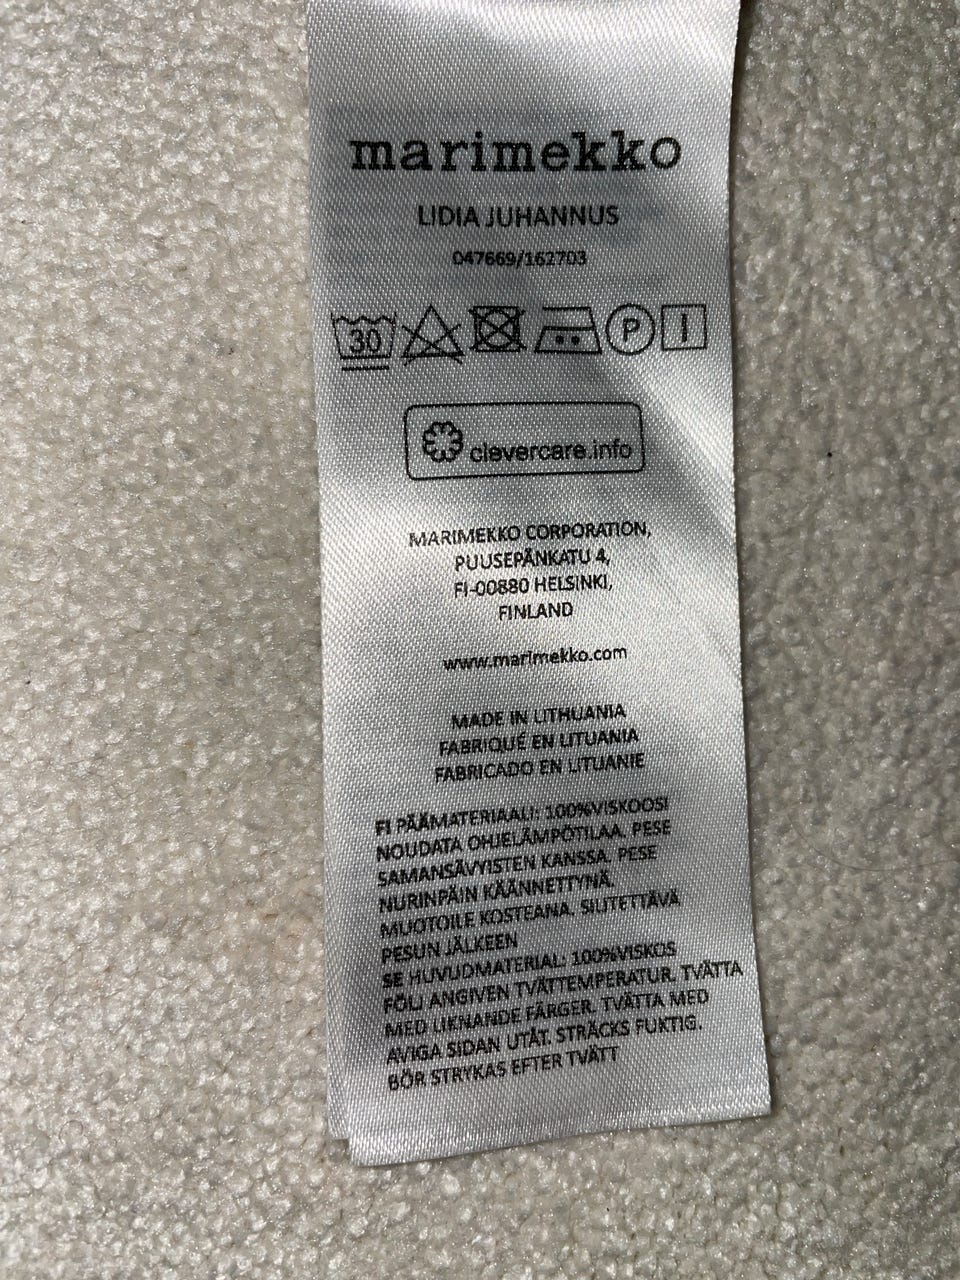 marimekko
LIDIA JUHANNUS
047669/162703
30 P
clevercare.info
MARIMEKKO CORPORATION,
PUUSEPÄNKATU 4,
FI-00880 HELSINKI,
FINLAND
www.marimekko.com
MADE IN LITHUANIA
FABRIQUÉ EN LITUANIA
FABRICADO EN LITUANIE
FI PÄÄMATERIAALI: 100%VISKOOSI
NOUDATA OHJELÄMPÖTILAA. PESE
SAMANSÄVYISTEN KANSSA. PESE
NURINPÄIN KÄÄNNETTYNÄ.
MUOTOILE KOSTEANA. SILITETTÄVÄ
PESUN JÄLKEEN
SE HUVUDMATERIAL: 100%VISKOS
FÖLJ ANGIVEN TVÄTTEMPERATUR. TVÄTTA
MED LIKNANDE FÄRGER. TVÄTTA MED
AVIGA SIDAN UTÅT. STRÄCKS FUKTIG.
BÖR STRYKAS EFTER TVÄTT